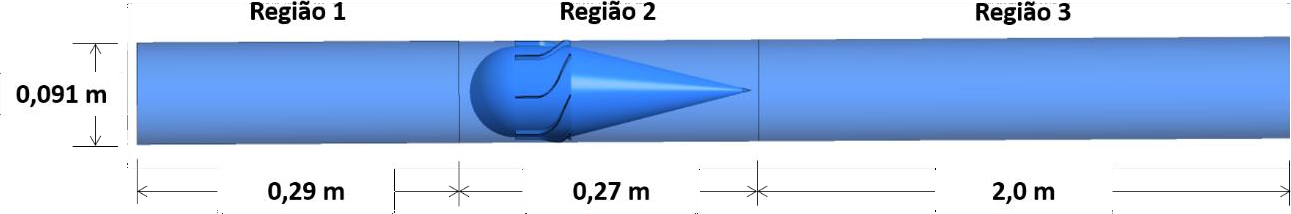 Região 1
Região 2
Região 3
0,091 m
0,29 m
0,27 m
2,0 m